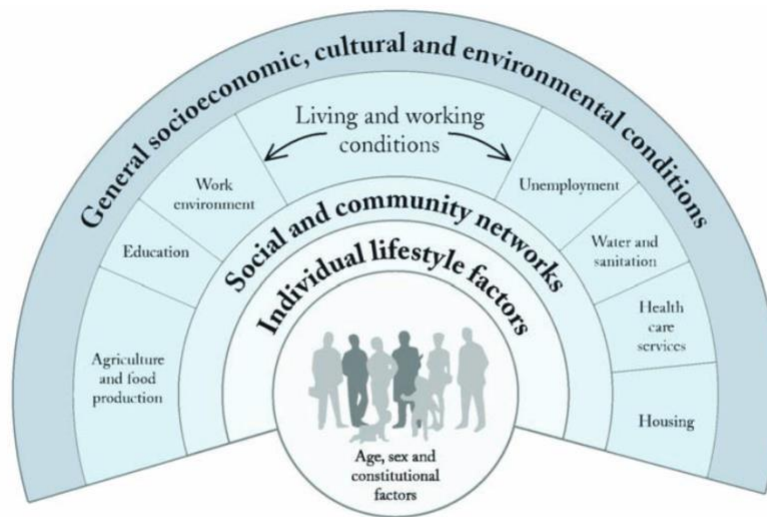 General socioeconomic, cultural and environmental conditions
Living and working
conditions
Work
environment
Unemployment
Education
Water and
sanitation
Agriculture
and food
production
Health
care
services
Housing
Social and community networks
Individual lifestyle factors
Age, sex and
constitutional
factors